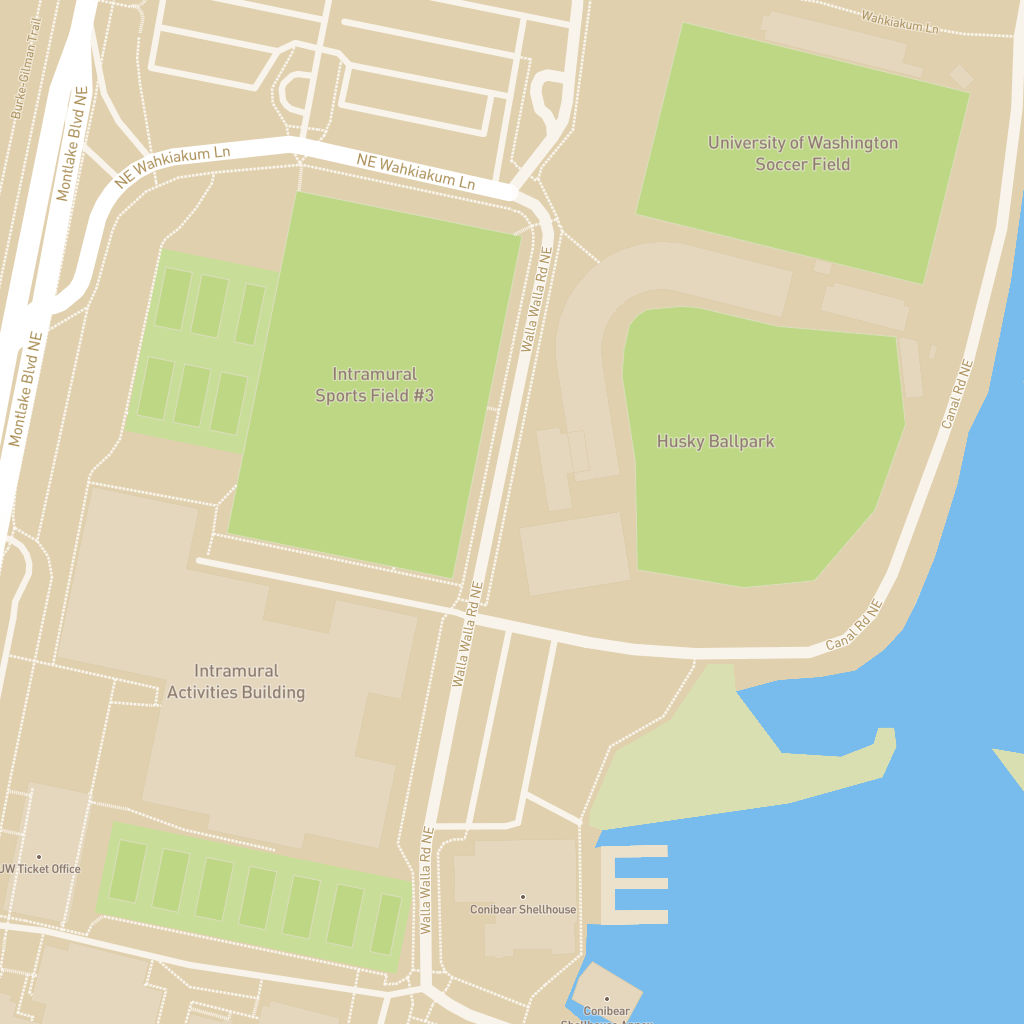 Wahkiakum Ln
Burke-Gilman Trail
Montlake Blvd NE
University of Washington
Soccer Field
NE Wahkiakum Ln
NE Wahkiakum Ln
Walla Walla Rd NE
Montlake Blvd NE
Intramural
Sports Field #3
Canal Rd NE
Husky Ballpark
Walla Walla Rd NE
Canal Rd NE
Intramural
Activities Building
Walla Walla Rd NE
UW Ticket Office
Conibear Shellhouse
Conibear
Shellhouse Annex